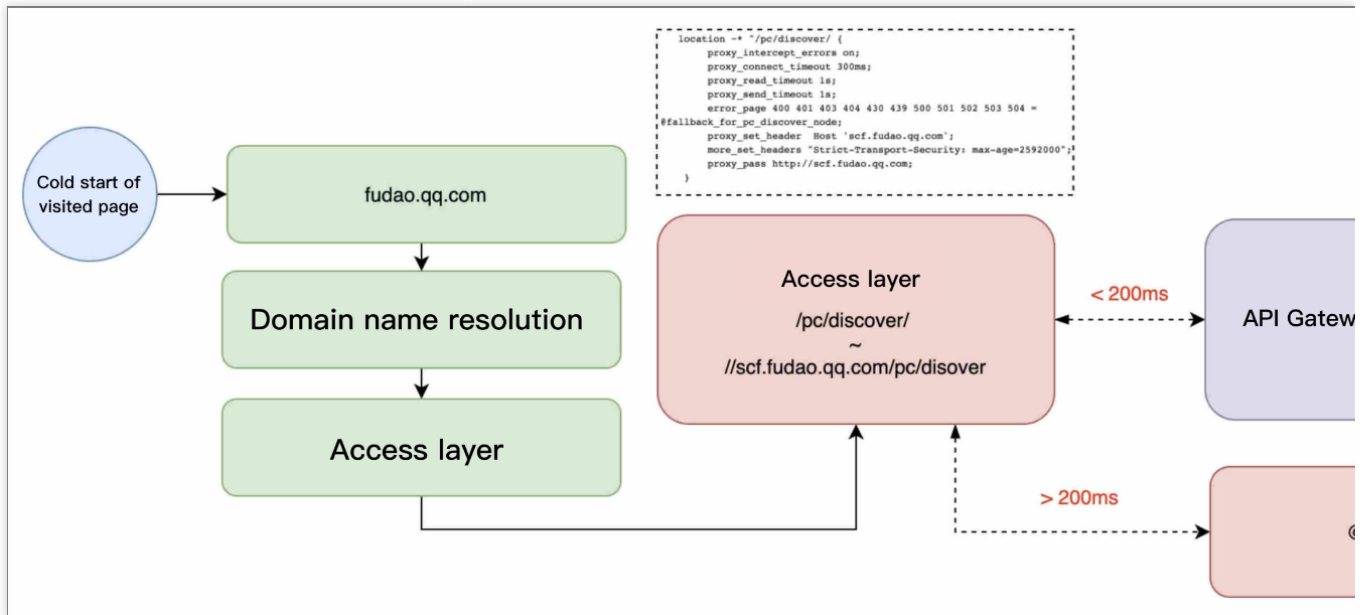 location ~* ^/pc/discover/ {
proxy_intercept_errors on;
proxy_connect_timeout 300ms;
proxy_read_timeout 1s;
proxy_send_timeout 1s;
error_page 400 401 403 404 430 439 500 501 502 503 504 =
@fallback_for_pc_discover_node;
proxy_set_header  Host 'scf.fudao.qq.com';
more_set_headers "Strict-Transport-Security: max-age=2592000";
proxy_pass http://scf.fudao.qq.com;
}
Cold start of
visited page
fudao.qq.com
Domain name resolution
Access layer
Access layer
/pc/discover/
~
//scf.fudao.qq.com/pc/disover
< 200ms
API Gatew
> 200ms